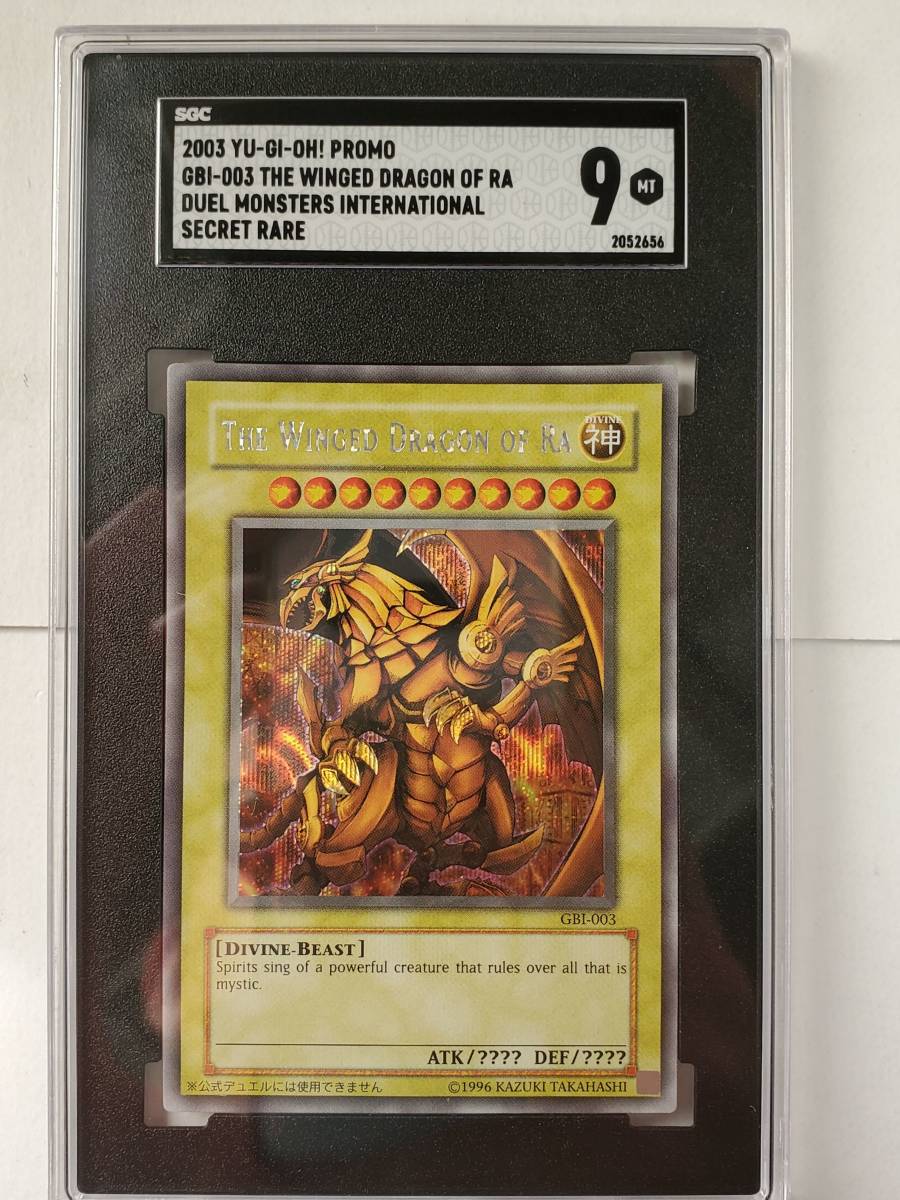 SGC
2003 YU-GI-OH! PROMO
GBI-003 THE WINGED DRAGON OF RA
DUEL MONSTERS INTERNATIONAL
SECRET RARE
9 MT
2052656
THE WINGED DRAGON OF RA
DIVINE
神
GBI-003
[DIVINE-BEAST]
Spirits sing of a powerful creature that rules over all that is
mystic.
ATK/???? DEF/????
※公式デュエルには使用できません ©1996 KAZUKI TAKAHASHI